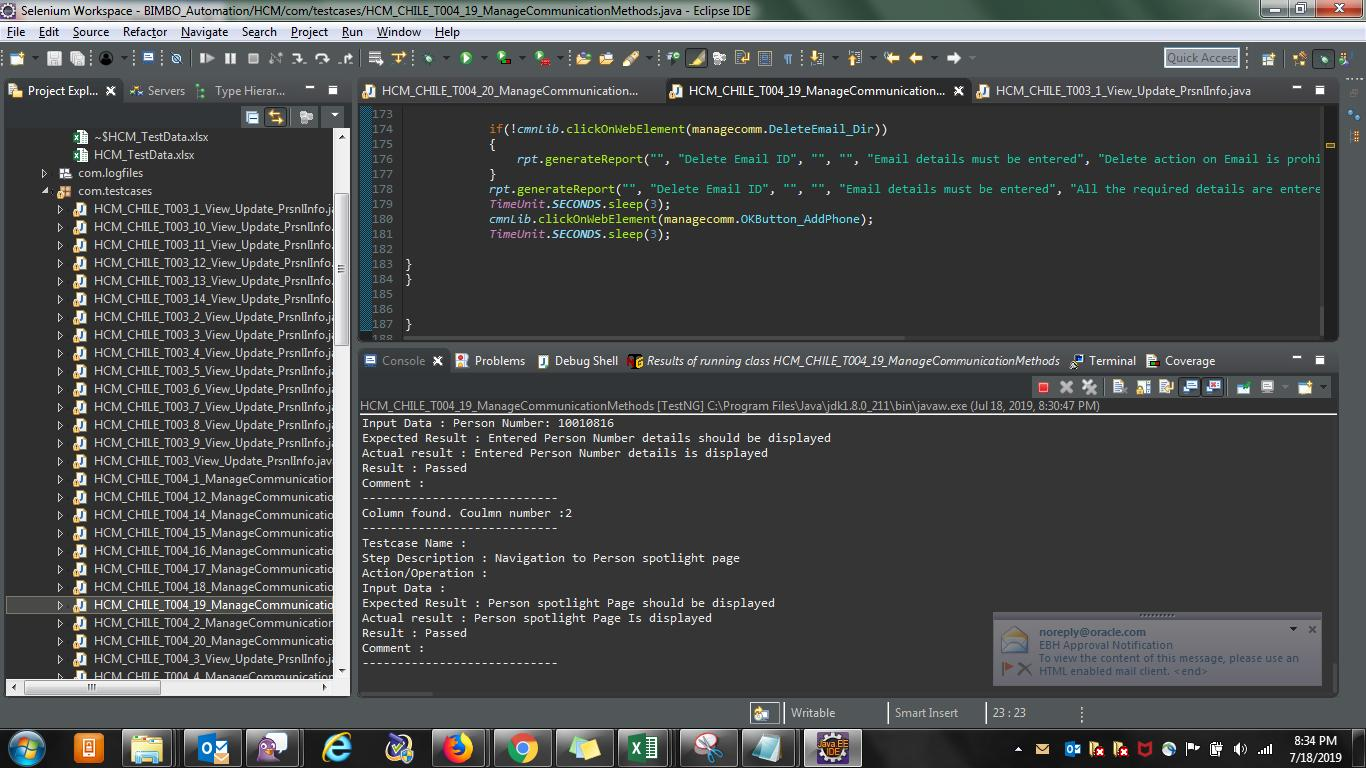 Selenium Workspace - BIMBO_Automation/HCM/com/testcases/HCM_CHILE_T004_19_ManageCommunicationMethods.java - Eclipse IDE
File Edit Source Refactor Navigate Search Project Run Window Help
Quick Access
Project Expl... Servers Type Hierar...
~$HCM_TestData.xlsx
HCM_TestData.xlsx
com.logfiles
com.testcases
HCM_CHILE_T003_1_View_Update_PrsnlInfo.ja
HCM_CHILE_T003_10_View_Update_PrsnlInfo.
HCM_CHILE_T003_11_View_Update_PrsnlInfo.
HCM_CHILE_T003_12_View_Update_PrsnlInfo.
HCM_CHILE_T003_13_View_Update_PrsnlInfo.
HCM_CHILE_T003_14_View_Update_PrsnlInfo.
HCM_CHILE_T003_2_View_Update_PrsnlInfo.ja
HCM_CHILE_T003_3_View_Update_PrsnlInfo.ja
HCM_CHILE_T003_4_View_Update_PrsnlInfo.ja
HCM_CHILE_T003_5_View_Update_PrsnlInfo.ja
HCM_CHILE_T003_6_View_Update_PrsnlInfo.ja
HCM_CHILE_T003_7_View_Update_PrsnlInfo.ja
HCM_CHILE_T003_8_View_Update_PrsnlInfo.ja
HCM_CHILE_T003_9_View_Update_PrsnlInfo.ja
HCM_CHILE_T003_View_Update_PrsnlInfo.java
HCM_CHILE_T004_1_ManageCommunication
HCM_CHILE_T004_12_ManageCommunicatio
HCM_CHILE_T004_14_ManageCommunicatio
HCM_CHILE_T004_15_ManageCommunicatio
HCM_CHILE_T004_16_ManageCommunicatio
HCM_CHILE_T004_17_ManageCommunicatio
HCM_CHILE_T004_18_ManageCommunicatio
HCM_CHILE_T004_19_ManageCommunicatio
HCM_CHILE_T004_2_ManageCommunication
HCM_CHILE_T004_20_ManageCommunicatio
HCM_CHILE_T004_3_View_Update_PrsnlInfo.ja
HCM_CHILE_T004_4_ManageCommunication
HCM_CHILE_T004_20_ManageCommunication... HCM_CHILE_T004_19_ManageCommunication... HCM_CHILE_T003_1_View_Update_PrsnlInfo.java
173
174 if(!cmnLib.clickOnWebElement(managecomm.DeleteEmail_Dir))
175 {
176 rpt.generateReport("", "Delete Email ID", "", "", "Email details must be entered", "Delete action on Email is prohi
177 }
178 rpt.generateReport("", "Delete Email ID", "", "", "Email details must be entered", "All the required details are entere
179 TimeUnit.SECONDS.sleep(3);
180 cmnLib.clickOnWebElement(managecomm.OKButton_AddPhone);
181 TimeUnit.SECONDS.sleep(3);
182
183 }
184 }
185
186
187 }
188
Console Problems Debug Shell Results of running class HCM_CHILE_T004_19_ManageCommunicationMethods Terminal Coverage
HCM_CHILE_T004_19_ManageCommunicationMethods [TestNG] C:\Program Files\Java\jdk1.8.0_211\bin\javaw.exe (Jul 18, 2019, 8:30:47 PM)
Input Data : Person Number: 10010816
Expected Result : Entered Person Number details should be displayed
Actual result : Entered Person Number details is displayed
Result : Passed
Comment :
----------------------------
Column found. Coulmn number :2
----------------------------
Testcase Name :
Step Description : Navigation to Person spotlight page
Action/Operation :
Input Data :
Expected Result : Person spotlight Page should be displayed
Actual result : Person spotlight Page Is displayed
Result : Passed
Comment :
----------------------------
noreply@oracle.com
EBH Approval Notification
To view the content of this message, please use an
HTML enabled mail client. <end>
Writable Smart Insert 23 : 23
Java EE
IDE
8:34 PM
7/18/2019